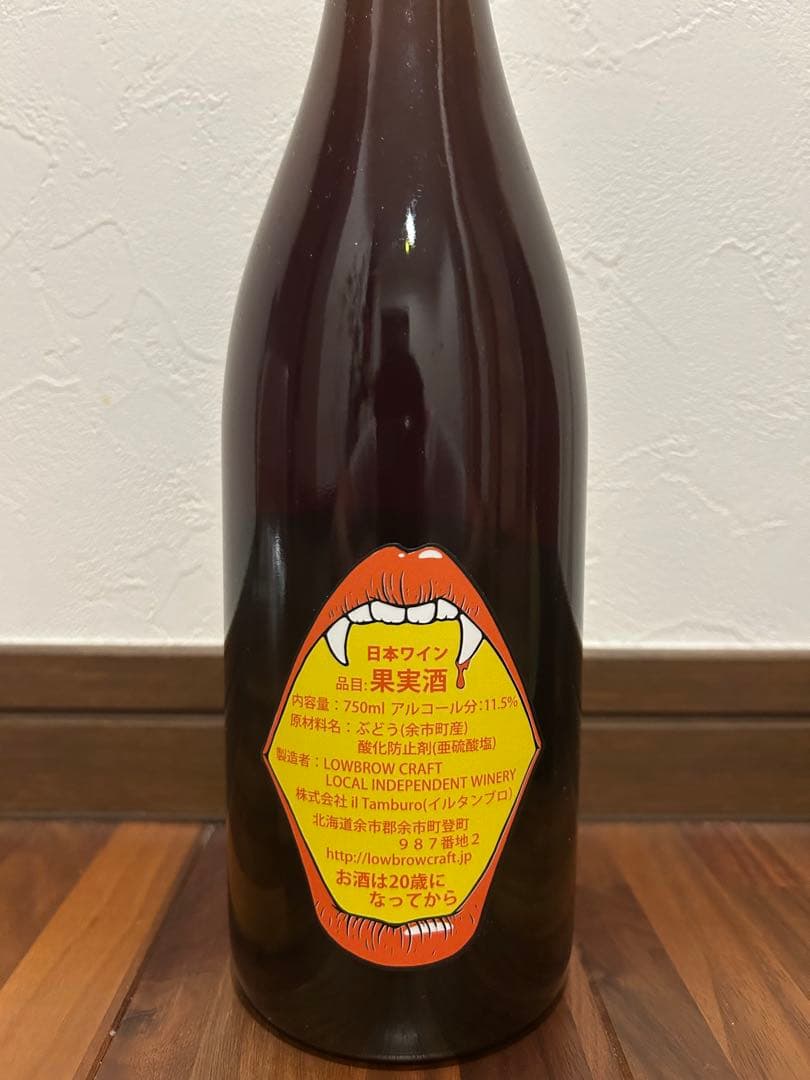 日本ワイン
品目:果実酒
内容量：750ml アルコール分:11.5%
原材料名：ぶどう(余市町産)
酸化防止剤(亜硫酸塩)
製造者：LOWBROW CRAFT
LOCAL INDEPENDENT WINERY
株式会社 il Tamburo(イルタンブロ)
北海道余市郡余市町登町
９８７番地２
http://lowbrowcraft.jp
お酒は20歳に
なってから